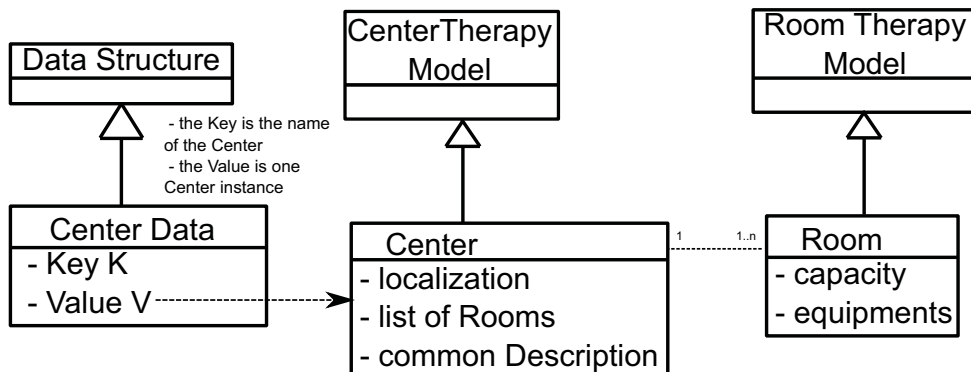 Data Structure
- the Key is the name
of the Center
- the Value is one
Center instance
Center Data
- Key K
- Value V
CenterTherapy
Model
Center
- localization
- list of Rooms
- common Description
1
1..n
Room Therapy
Model
Room
- capacity
- equipments